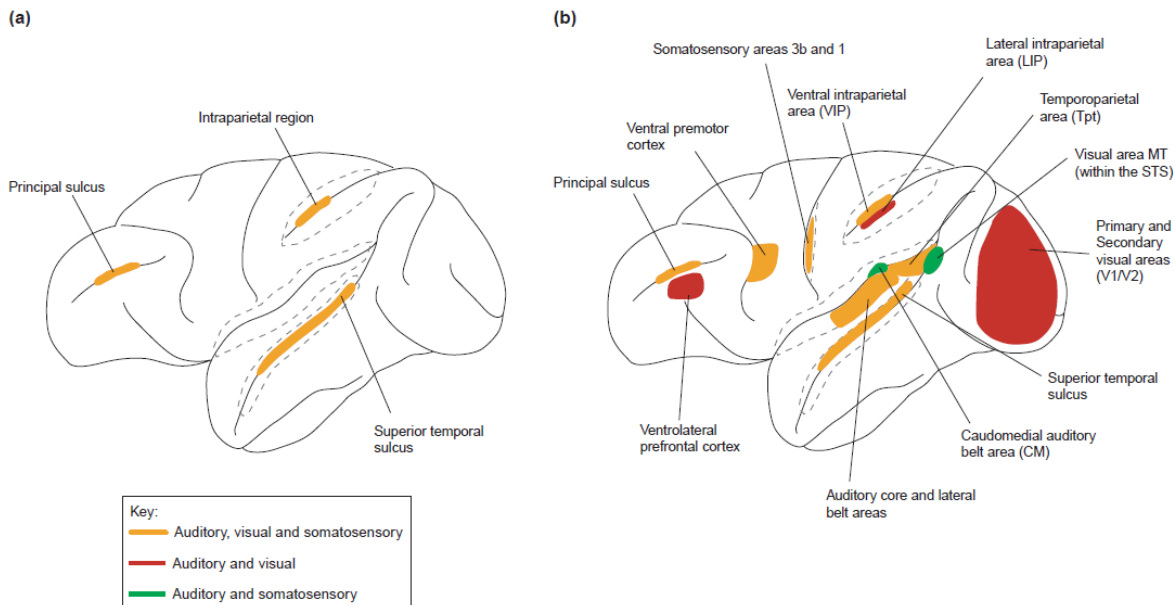 (a)
Intraparietal region
Principal sulcus
Superior temporal
sulcus
Key:
Auditory, visual and somatosensory
Auditory and visual
Auditory and somatosensory
(b)
Somatosensory areas 3b and 1
Lateral intraparietal
area (LIP)
Ventral intraparietal
area (VIP)
Temporoparietal
area (Tpt)
Ventral premotor
cortex
Visual area MT
(within the STS)
Principal sulcus
Primary and
Secondary
visual areas
(V1/V2)
Superior temporal
sulcus
Ventrolateral
prefrontal cortex
Caudomedial auditory
belt area (CM)
Auditory core and lateral
belt areas